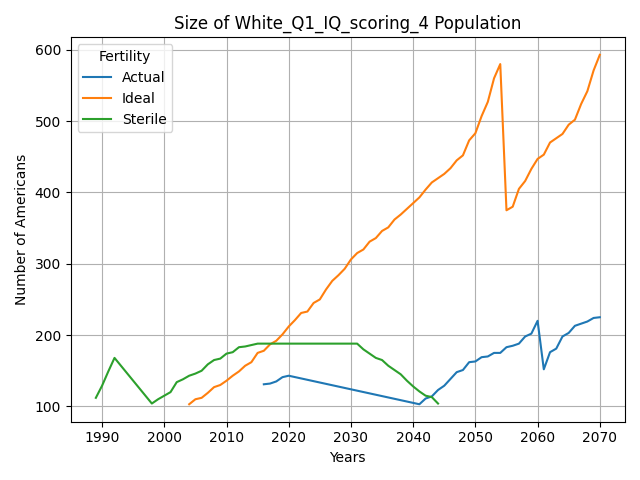 Size of White_Q1_IQ_scoring_4 Population
Fertility
Actual
Ideal
Sterile
Number of Americans
600
500
400
300
200
100
1990 2000 2010 2020 2030 2040 2050 2060 2070
Years